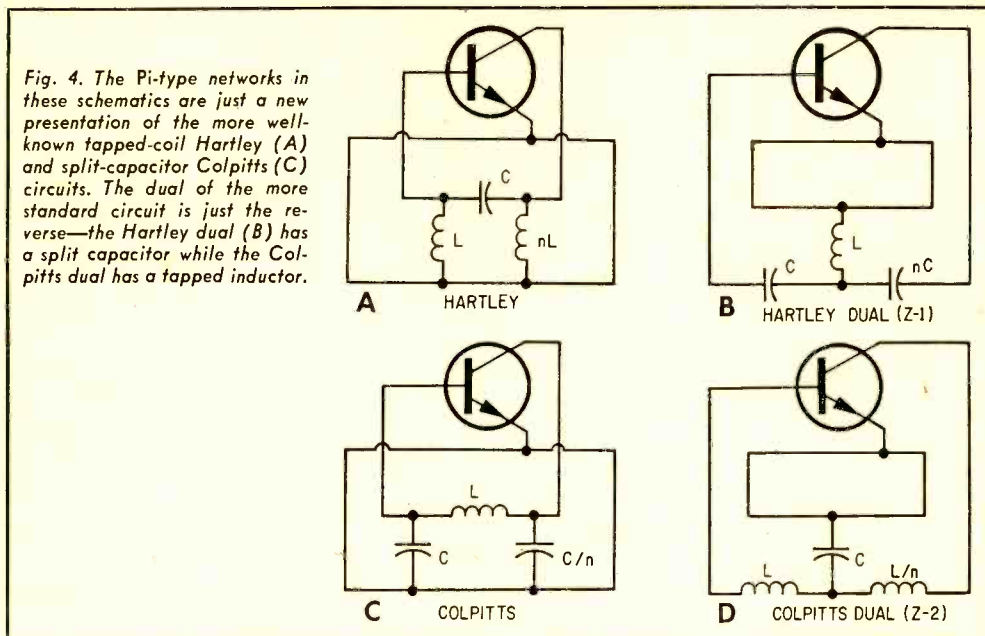 Fig. 4. The Pi-type networks in
these schematics are just a new
presentation of the more well-
known tapped-coil Hartley (A)
and split-capacitor Colpitts (C)
circuits. The dual of the more
standard circuit is just the re-
verse—the Hartley dual (B) has
a split capacitor while the Col-
pitts dual has a tapped inductor.
C
L
nL
A
HARTLEY
L
C
nC
B
HARTLEY DUAL (Z-1)
L
C
C/n
C
COLPITTS
C
L
L/n
D
COLPITTS DUAL (Z-2)